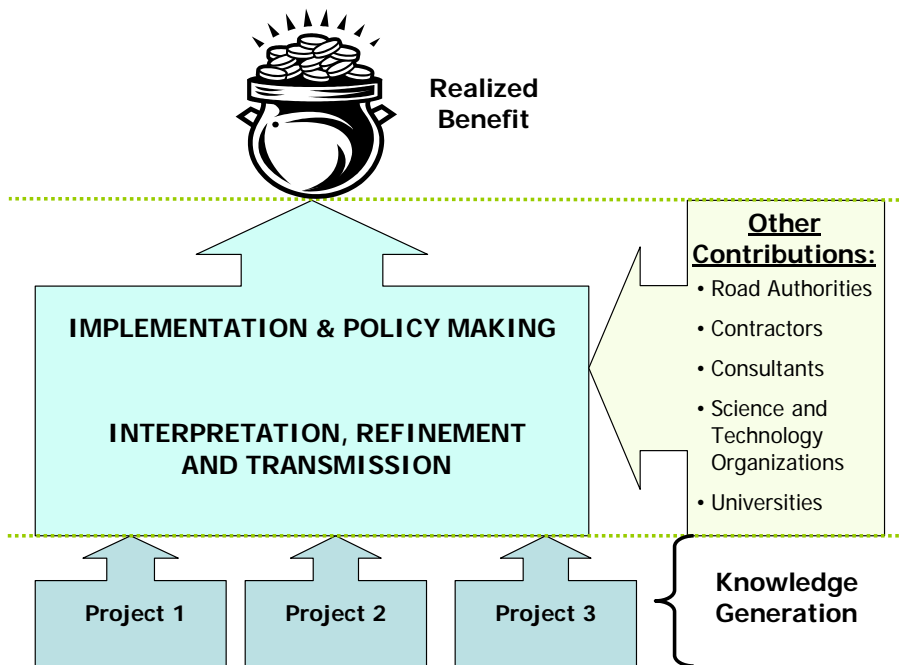 Realized
Benefit
Other
Contributions:
• Road Authorities
• Contractors
• Consultants
• Science and
Technology
Organizations
• Universities
IMPLEMENTATION & POLICY MAKING
INTERPRETATION, REFINEMENT
AND TRANSMISSION
Project 1
Project 2
Project 3
Knowledge
Generation